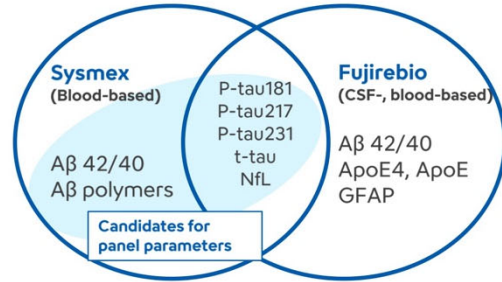 Sysmex
(Blood-based)
Aβ 42/40
Aβ polymers
P-tau181
P-tau217
P-tau231
t-tau
NfL
Fujirebio
(CSF-, blood-based)
Aβ 42/40
ApoE4, ApoE
GFAP
Candidates for
panel parameters